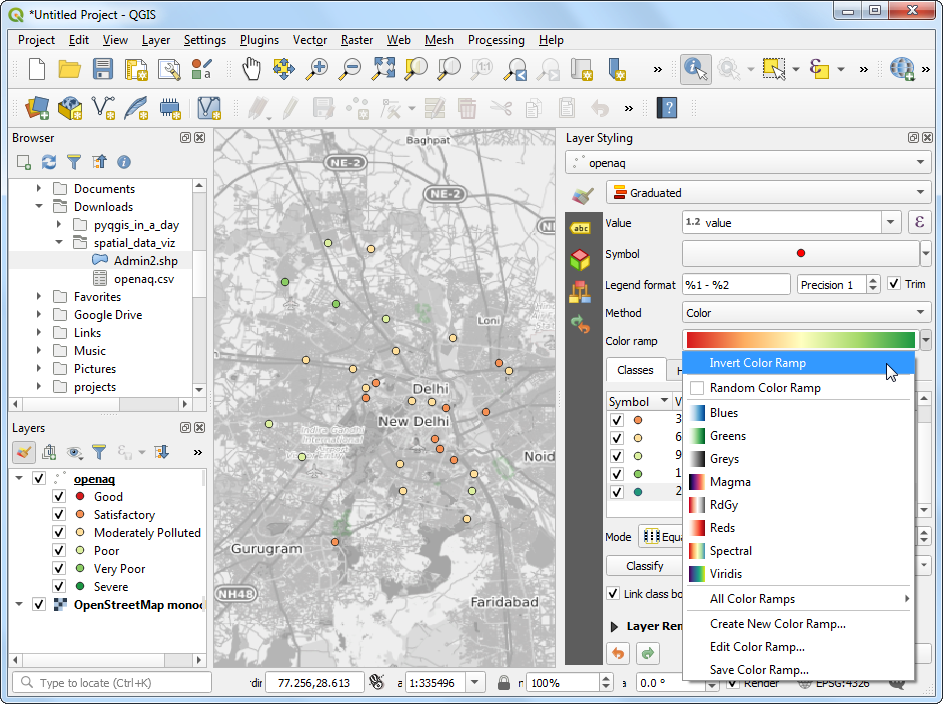 *Untitled Project - QGIS
Project Edit View Layer Settings Plugins Vector Raster Web Mesh Processing Help
Browser
Documents
Downloads
pyqgis_in_a_day
spatial_data_viz
Admin2.shp
openaq.csv
Favorites
Google Drive
Links
Music
Pictures
projects
Layers
openaq
Good
Satisfactory
Moderately Polluted
Poor
Very Poor
Severe
OpenStreetMap monoc
Baghpat
NE-2
NE-2
Loni
Delhi
New Delhi
Indira Gandhi
International
Noid
Gurugram
NH48
Faridabad
Layer Styling
openaq
Graduated
Value 1.2 value ε
Symbol
Legend format %1 - %2 Precision 1 Trim
Method Color
Color ramp
Classes H
Symbol V
3
6
9
1
2
Mode Equa
Classify
Link class bo
Layer Ren
Invert Color Ramp
Random Color Ramp
Blues
Greens
Greys
Magma
RdGy
Reds
Spectral
Viridis
All Color Ramps
Create New Color Ramp...
Edit Color Ramp...
Save Color Ramp...
Type to locate (Ctrl+K) dir 77.256,28.613 a 1:335496 100% a 0.0 ° Render EPSG:4326